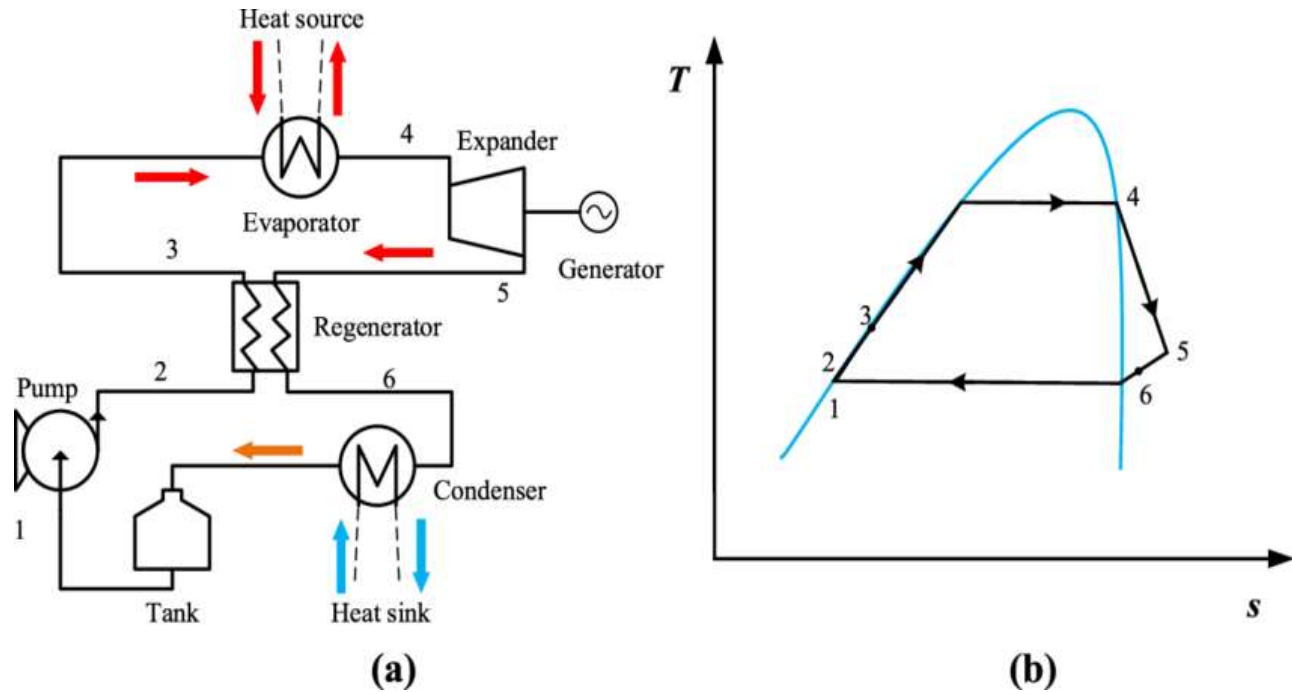 Heat source
4
Expander
Evaporator
Generator
3
5
Regenerator
2
6
Pump
Condenser
1
Tank
Heat sink
(a)
T
4
3
5
2
6
1
s
(b)